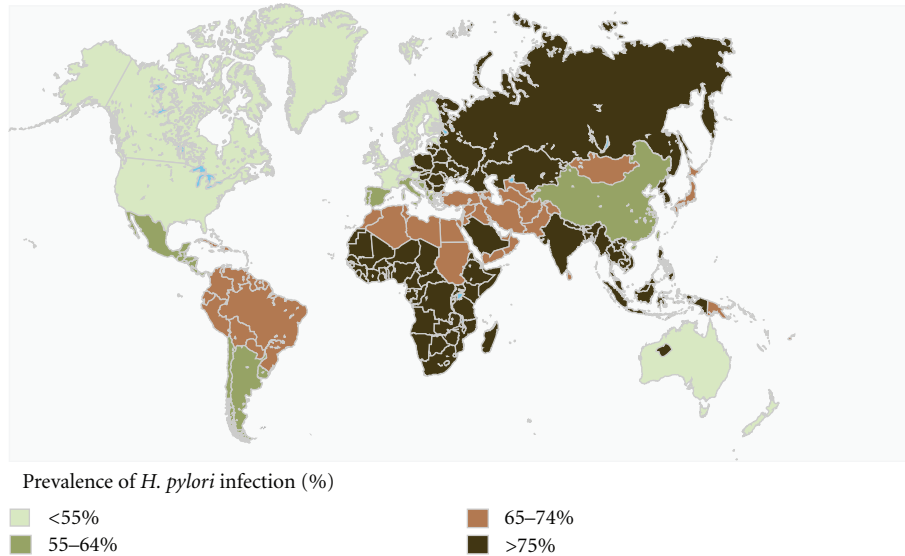 Prevalence of H. pylori infection (%)
<55%
55–64%
65–74%
>75%